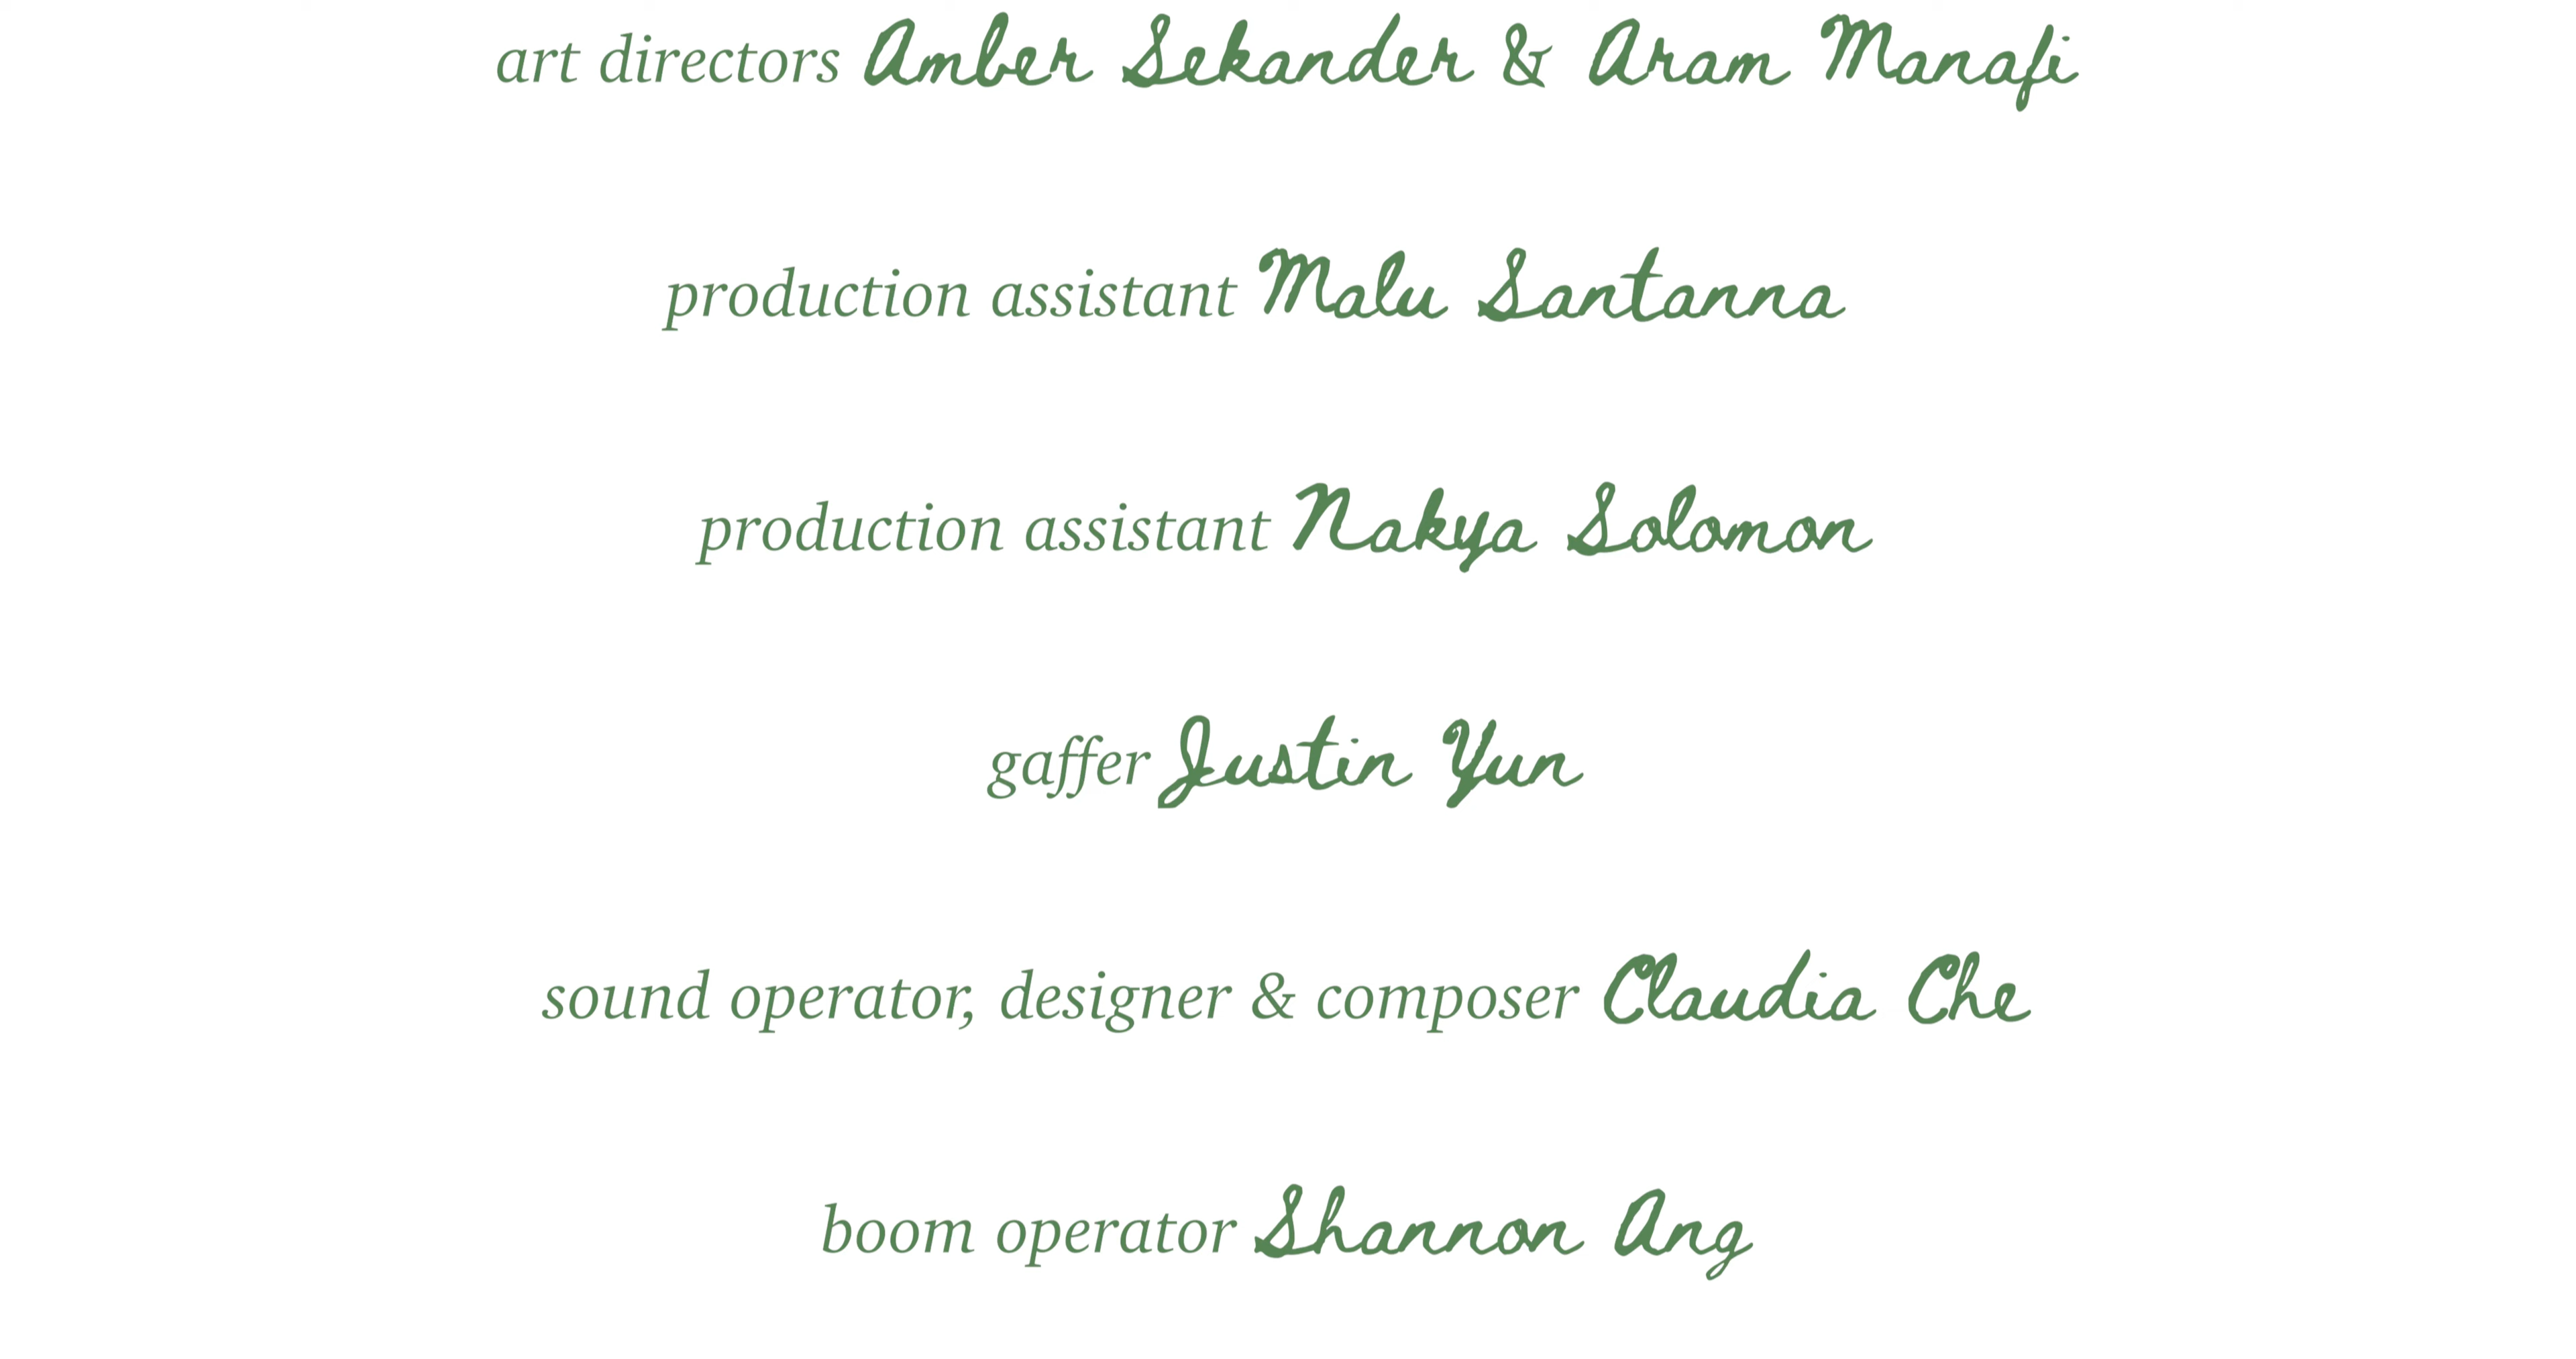 art directors Amber Sekander & Aram Manafi
production assistant Malu Santanna
production assistant Nakya Solomon
gaffer Justin Yun
sound operator, designer & composer Claudia Che
boom operator Shannon Ang